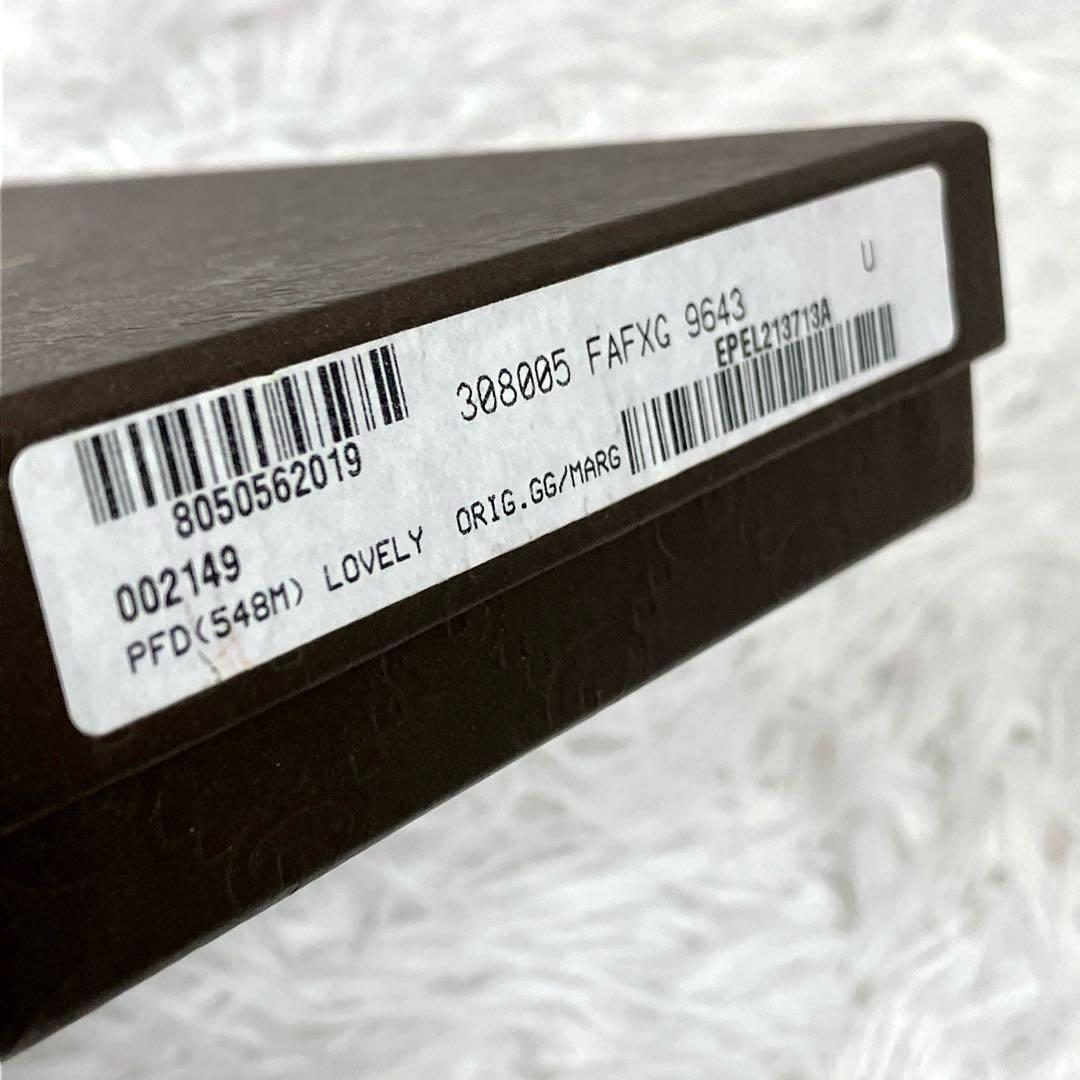 308005 FAFXG 9643
U
8050562019
EPEL213713A
002149
PFD(548M) LOVELY ORIG.GG/MARG